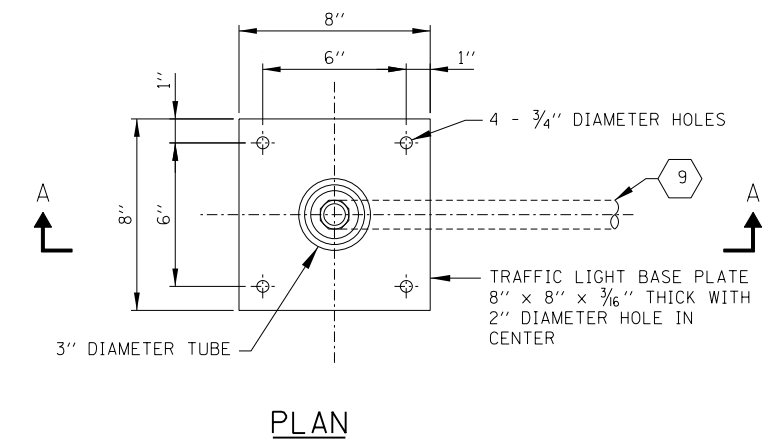 8''
6''
1''
1''
4 - 3/4'' DIAMETER HOLES
9
A
A
8''
6''
TRAFFIC LIGHT BASE PLATE
8'' x 8'' x 3/16'' THICK WITH
2'' DIAMETER HOLE IN
CENTER
3'' DIAMETER TUBE
PLAN